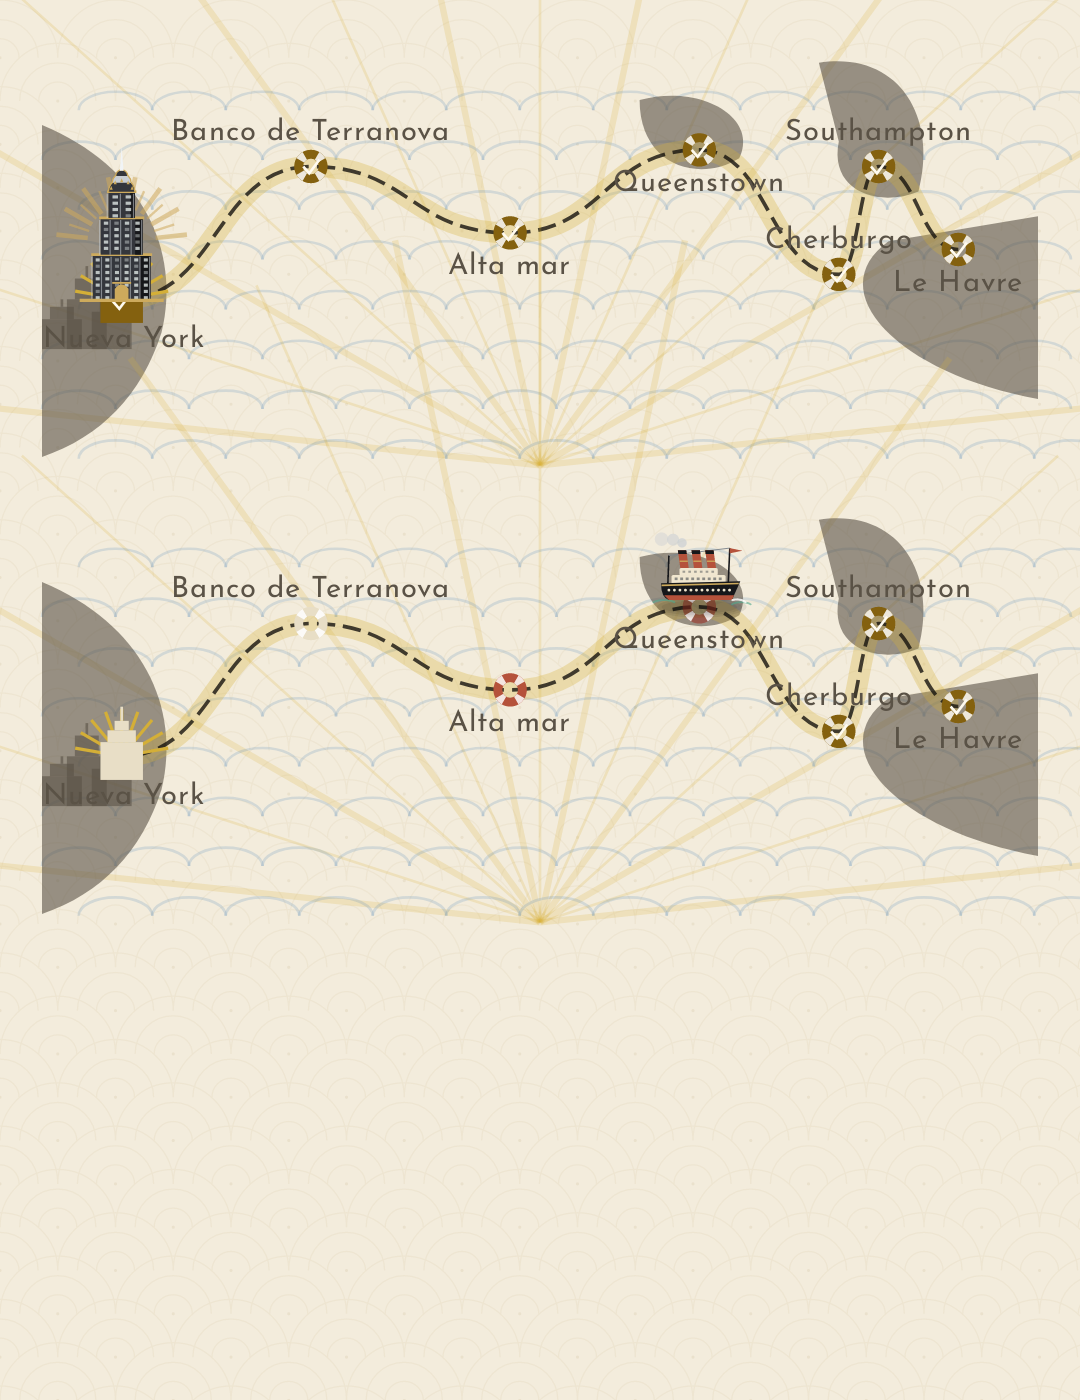 Banco de Terranova
Southampton
Queenstown
Cherburgo
Alta mar
Le Havre
Nueva York
Banco de Terranova
Southampton
Queenstown
Cherburgo
Alta mar
Le Havre
Nueva York